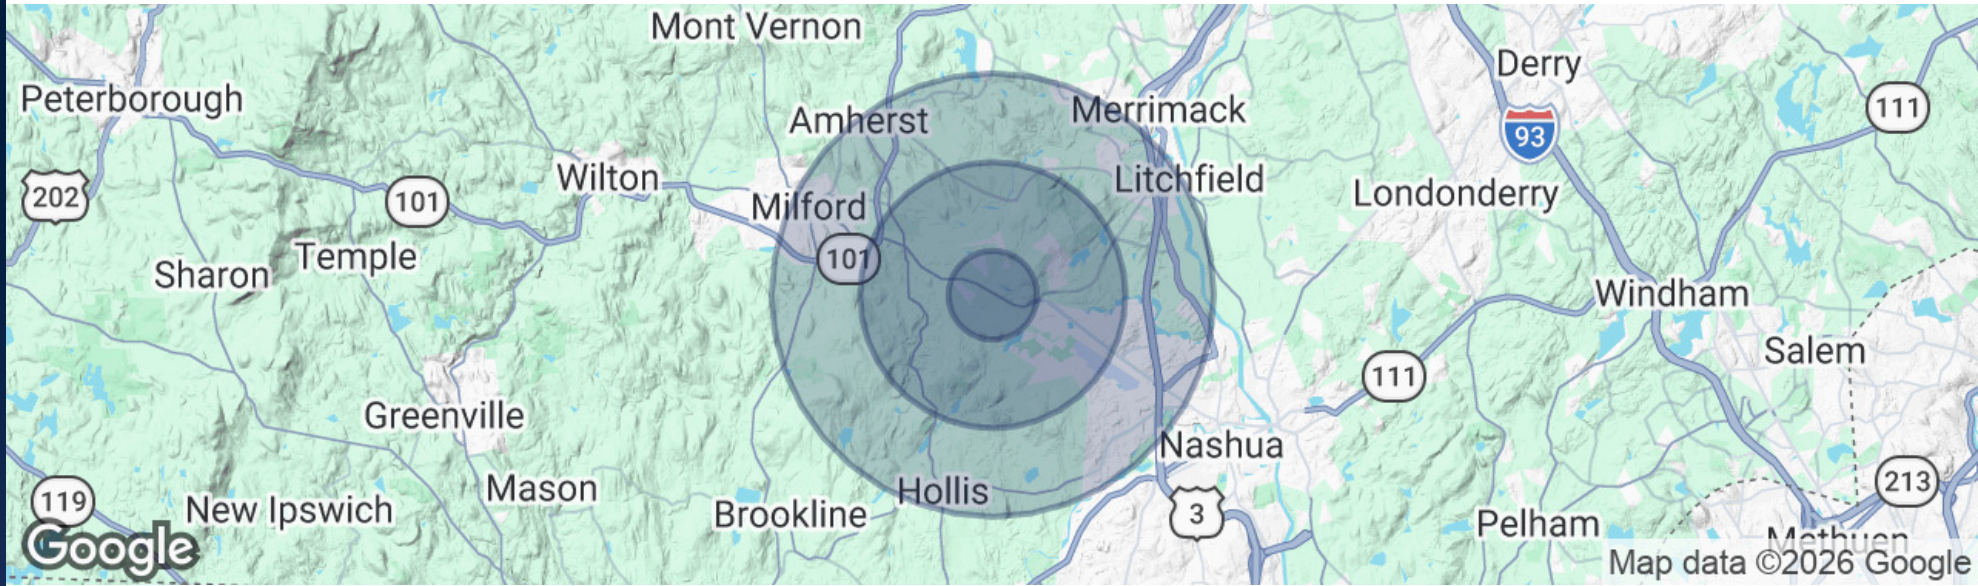 Mont Vernon
Derry
Peterborough
Merrimack
111
Amherst
93
Wilton
Litchfield
202
101
Londonderry
Milford
Temple
101
Sharon
Windham
Salem
111
Greenville
Nashua
213
Mason
Hollis
119
New Ipswich
Brookline
3
Pelham
Methuen
Google
Map data ©2026 Google